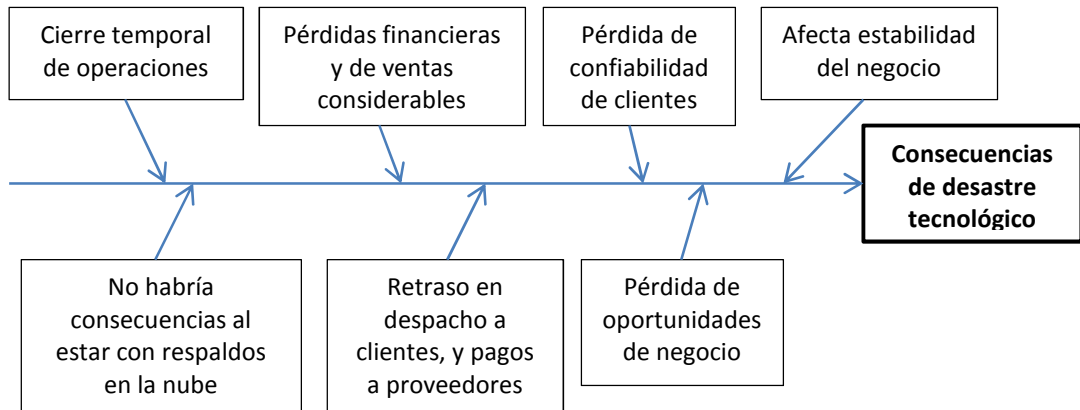 Cierre temporal
de operaciones
Pérdidas financieras
y de ventas
considerables
Pérdida de
confiabilidad
de clientes
Afecta estabilidad
del negocio
Consecuencias
de desastre
tecnológico
No habría
consecuencias al
estar con respaldos
en la nube
Retraso en
despacho a
clientes, y pagos
a proveedores
Pérdida de
oportunidades
de negocio